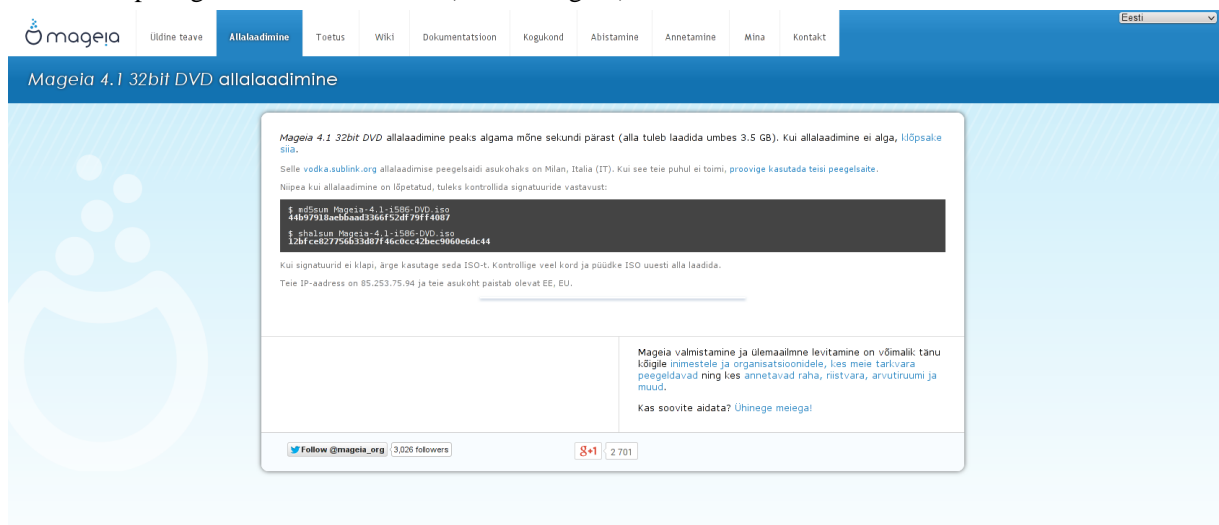 Eesti
mageia
Üldine teave
Allalaadimine
Toetus
Wiki
Dokumentatsioon
Kogukond
Abistamine
Annetamine
Mina
Kontakt
Mageia 4.1 32bit DVD allalaadimine
Mageia 4.1 32bit DVD allalaadimine peaks algama mõne sekundi pärast (alla tuleb laadida umbes 3.5 GB). Kui allalaadimine ei alga, klõpsake
siia.
Selle vodka.sublink.org allalaadimise peegelsaidi asukohaks on Milan, Itaalia (IT). Kui see teie puhul ei toimi, proovige kasutada teisi peegelsaite.
Niipea kui allalaadimine on lõpetatud, tuleks kontrollida signatuuride vastavust:
$ md5sum Mageia-4.1-i586-DVD.iso
44b97918aebbaad3366f52df79ff4087
$ sha1sum Mageia-4.1-i586-DVD.iso
12bfce827756b33d87f46c0cc42bec9060e6dc44
Kui signatuurid ei klapi, ärge kasutage seda ISO-t. Kontrollige veel kord ja püüdke ISO uuesti alla laadida.
Teie IP-aadress on 85.253.75.94 ja teie asukoht paistab olevat EE, EU.
Mageia valmistamine ja ülemaailmne levitamine on võimalik tänu
kõigile inimestele ja organisatsioonidele, kes meie tarkvara
peegeldavad ning kes annetavad raha, riistvara, arvutiruumi ja
muud.
Kas soovite aidata? Ühinege meiega!
Follow @mageia_org 3,026 followers
g+1 2 701